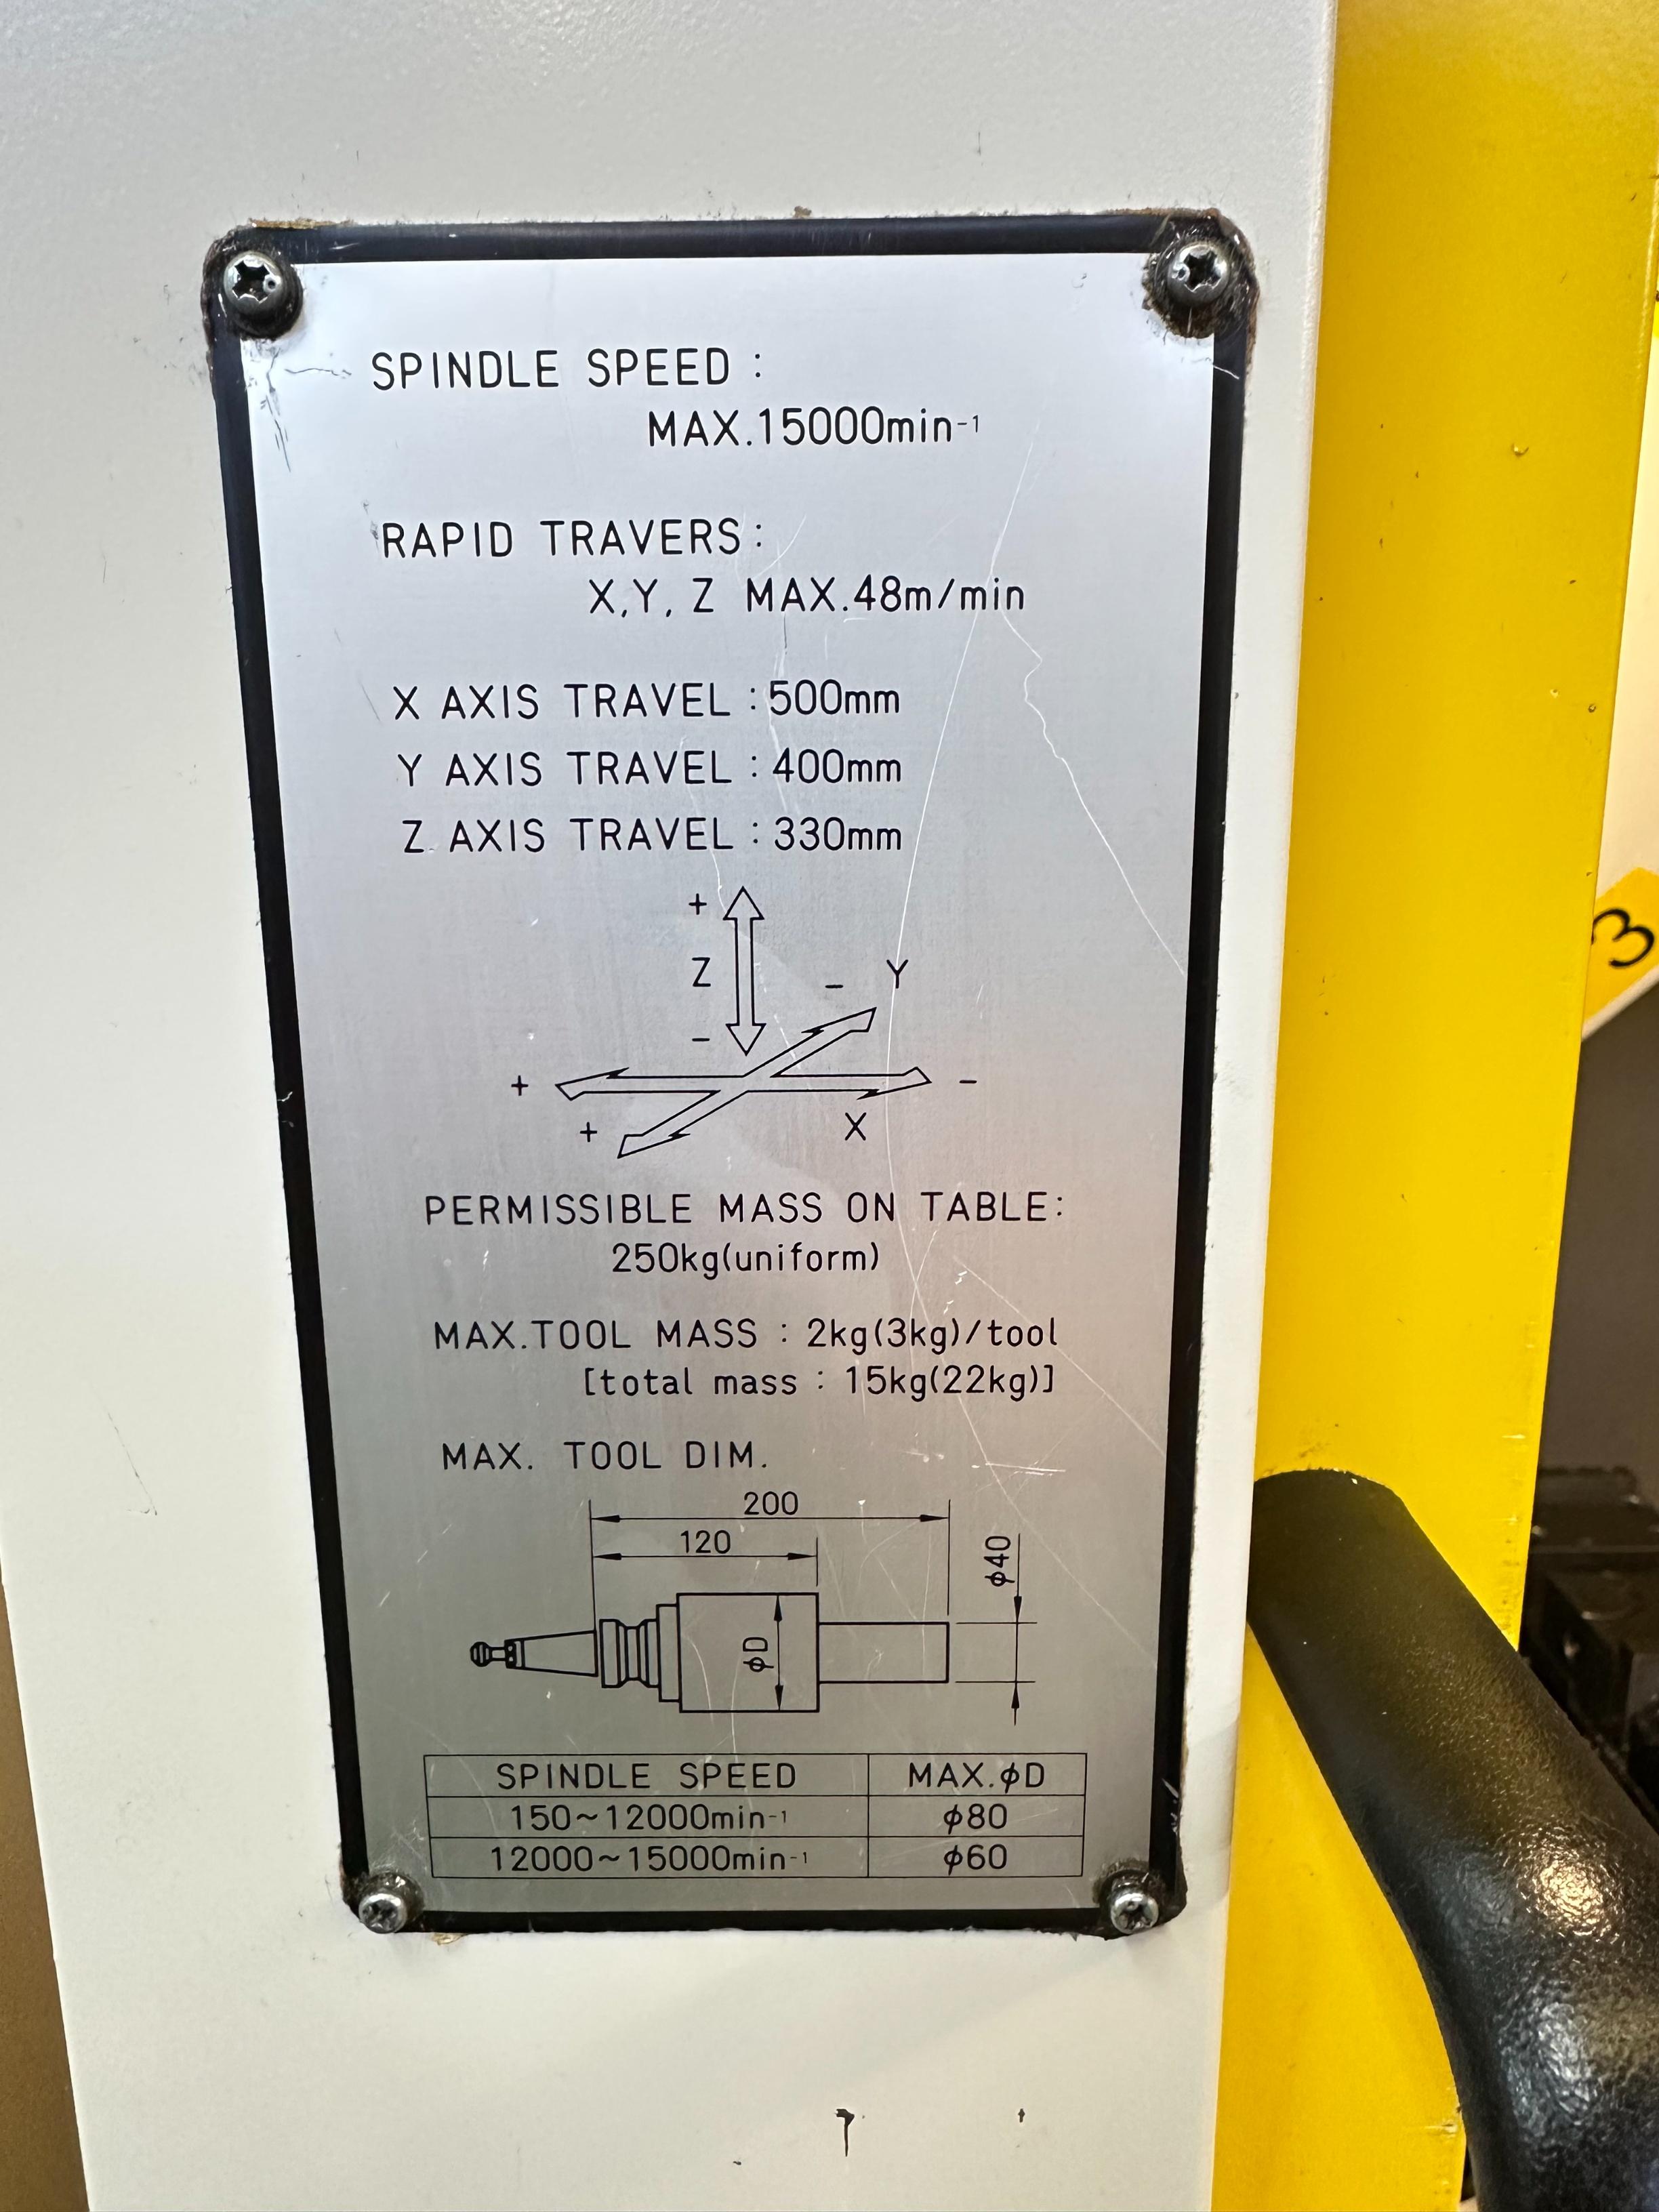 SPINDLE SPEED :
MAX.15000min-1
RAPID TRAVERS:
X,Y, Z MAX.48m/min
X AXIS TRAVEL : 500mm
Y AXIS TRAVEL : 400mm
Z AXIS TRAVEL : 330mm
+
Z
- Y
-
+ -
+ X
PERMISSIBLE MASS ON TABLE:
250kg(uniform)
MAX.TOOL MASS : 2kg(3kg)/tool
[total mass : 15kg(22kg)]
MAX. TOOL DIM.
200
120
ϕ40
ϕD
SPINDLE SPEED MAX.ϕD
150~12000min-1 ϕ80
12000~15000min-1 ϕ60
3